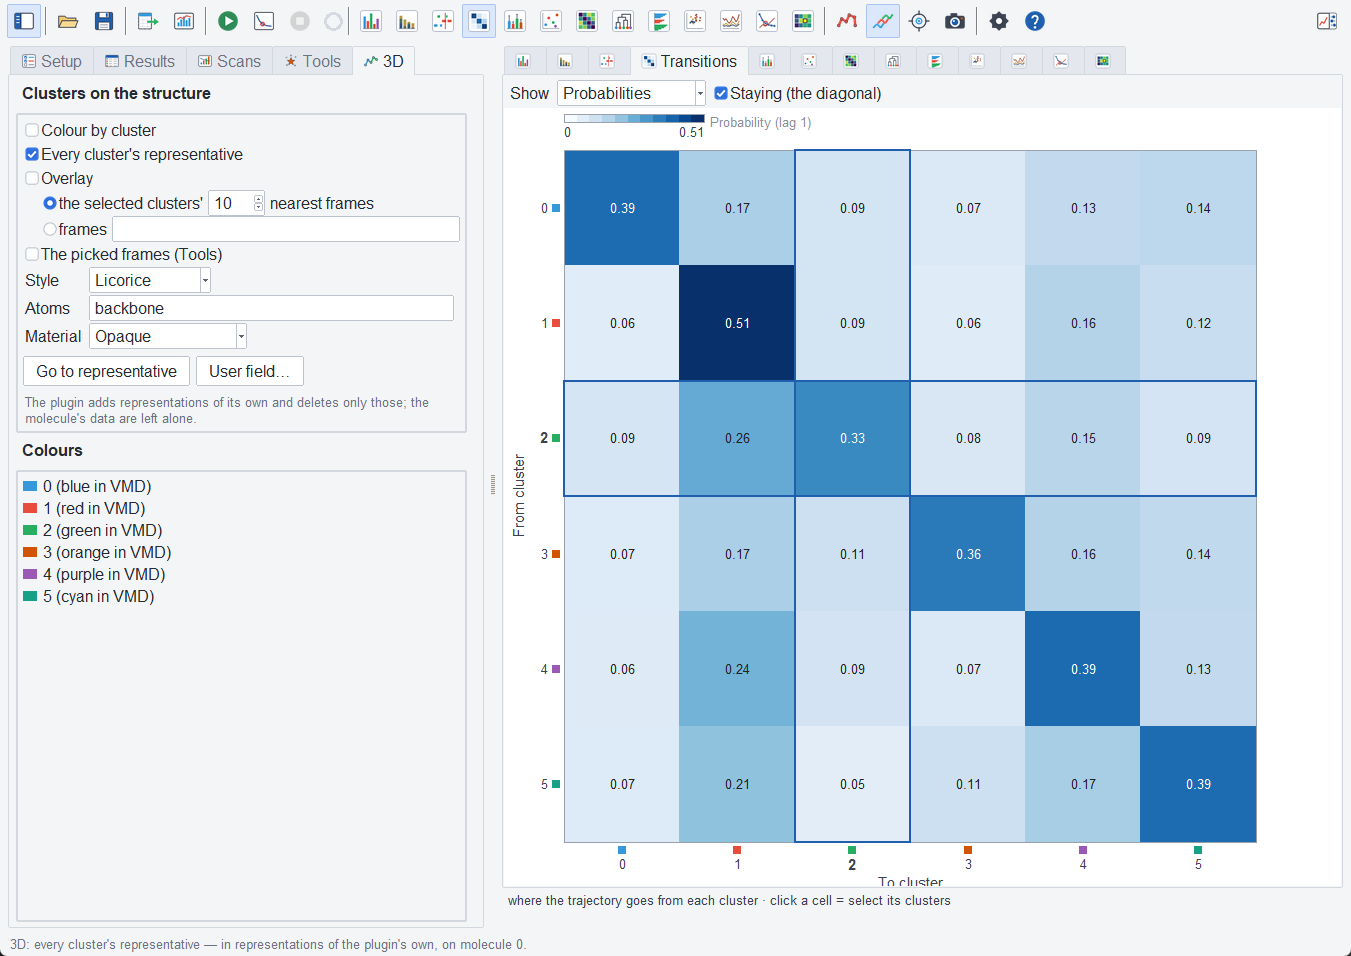 Setup Results Scans Tools 3D
Transitions
Clusters on the structure
Colour by cluster
Every cluster's representative
Overlay
the selected clusters' 10 nearest frames
frames
The picked frames (Tools)
Style Licorice
Atoms backbone
Material Opaque
Go to representative User field...
The plugin adds representations of its own and deletes only those; the
molecule's data are left alone.
Colours
0 (blue in VMD)
1 (red in VMD)
2 (green in VMD)
3 (orange in VMD)
4 (purple in VMD)
5 (cyan in VMD)
Show Probabilities Staying (the diagonal)
0 0.51 Probability (lag 1)
From cluster
0 0.39 0.17 0.09 0.07 0.13 0.14
1 0.06 0.51 0.09 0.06 0.16 0.12
2 0.09 0.26 0.33 0.08 0.15 0.09
3 0.07 0.17 0.11 0.36 0.16 0.14
4 0.06 0.24 0.09 0.07 0.39 0.13
5 0.07 0.21 0.05 0.11 0.17 0.39
0 1 2 3 4 5
To cluster
where the trajectory goes from each cluster · click a cell = select its clusters
3D: every cluster's representative — in representations of the plugin's own, on molecule 0.